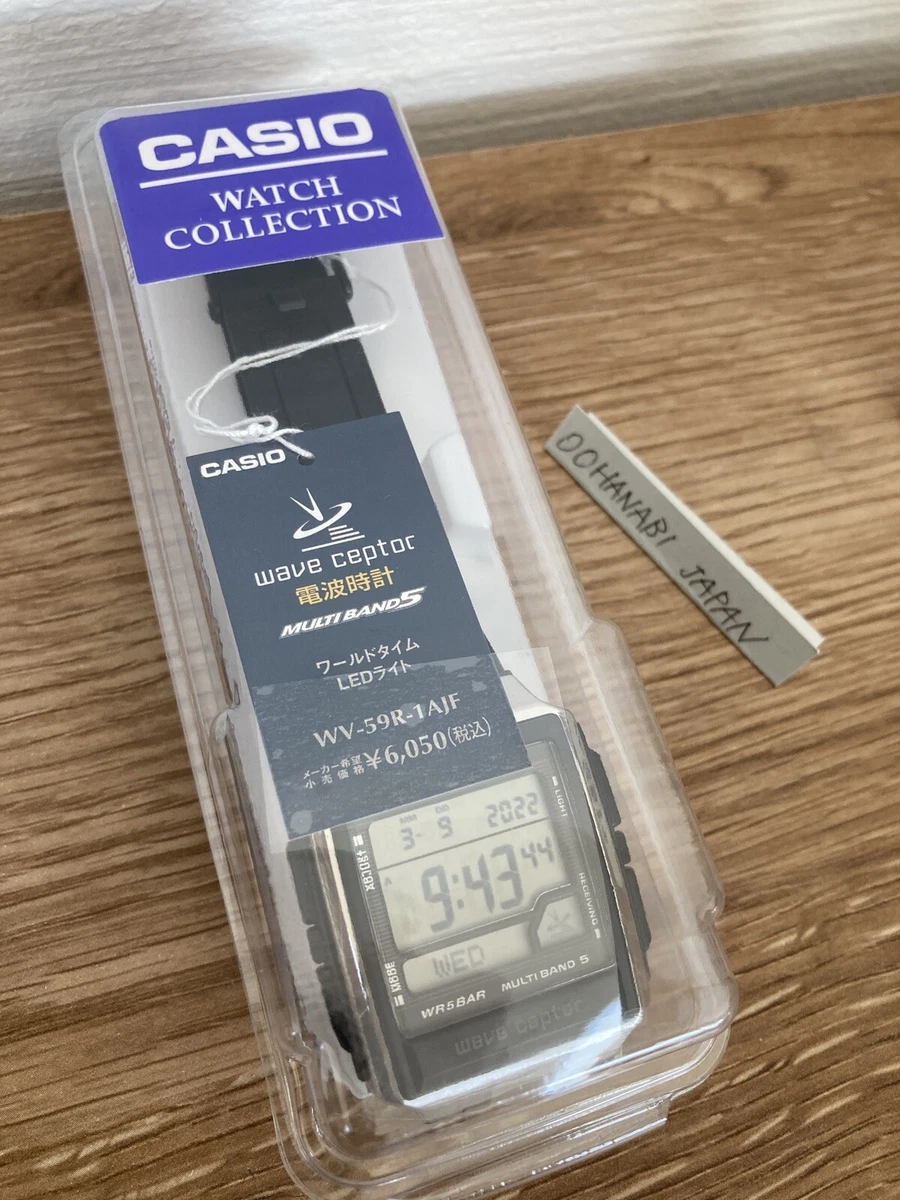 CASIO
WATCH
COLLECTION
CASIO
wave ceptor
電波時計
MULTI BAND 5
ワールドタイム
LEDライト
WV-59R-1AJF
メーカー希望
小売価格 ¥6,050(税込)
OOHANABI JAPAN
LIGHT
3- 9 2022
A 9:43 44
RECEIVING
WED
WR5BAR MULTI BAND 5
wave ceptor